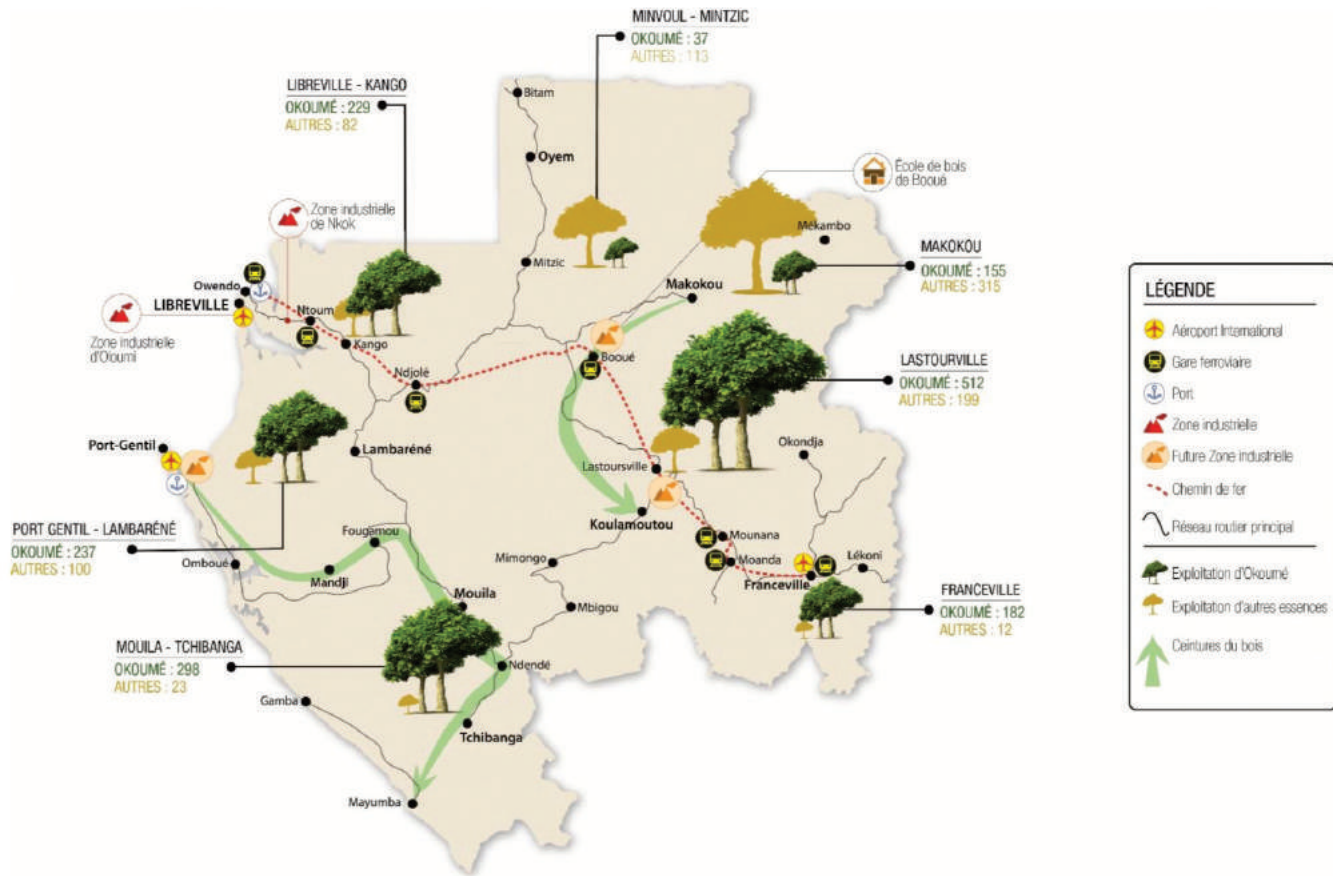 MINVOUL - MINTZIC
OKOUMÉ : 37
AUTRES : 113
LIBREVILLE - KANGO
OKOUMÉ : 229
AUTRES : 82
Bitam
Oyem
École de bois
de Booué
Zone industrielle
de Nkok
Mékambo
MAKOKOU
OKOUMÉ : 155
AUTRES : 315
Mitzic
Makokou
Owendo
LIBREVILLE
Ntoum
Zone industrielle
d'Oloumi
Kango
Booué
Ndjolé
LASTOURVILLE
OKOUMÉ : 512
AUTRES : 199
Port-Gentil
Lambaréné
Okondja
Lastoursville
Koulamoutou
PORT GENTIL - LAMBARÉNÉ
OKOUMÉ : 237
AUTRES : 100
Fougamou
Omboué
Mandji
Mimongo
Mounana
Moanda
Franceville
Lékoni
Mouila
Mbigou
FRANCEVILLE
OKOUMÉ : 182
AUTRES : 12
MOUILA - TCHIBANGA
OKOUMÉ : 298
AUTRES : 23
Ndendé
Gamba
Tchibanga
Mayumba
LÉGENDE
Aéroport International
Gare ferroviaire
Port
Zone industrielle
Future Zone industrielle
Chemin de fer
Réseau routier principal
Exploitation d'Okoumé
Exploitation d'autres essences
Ceintures du bois